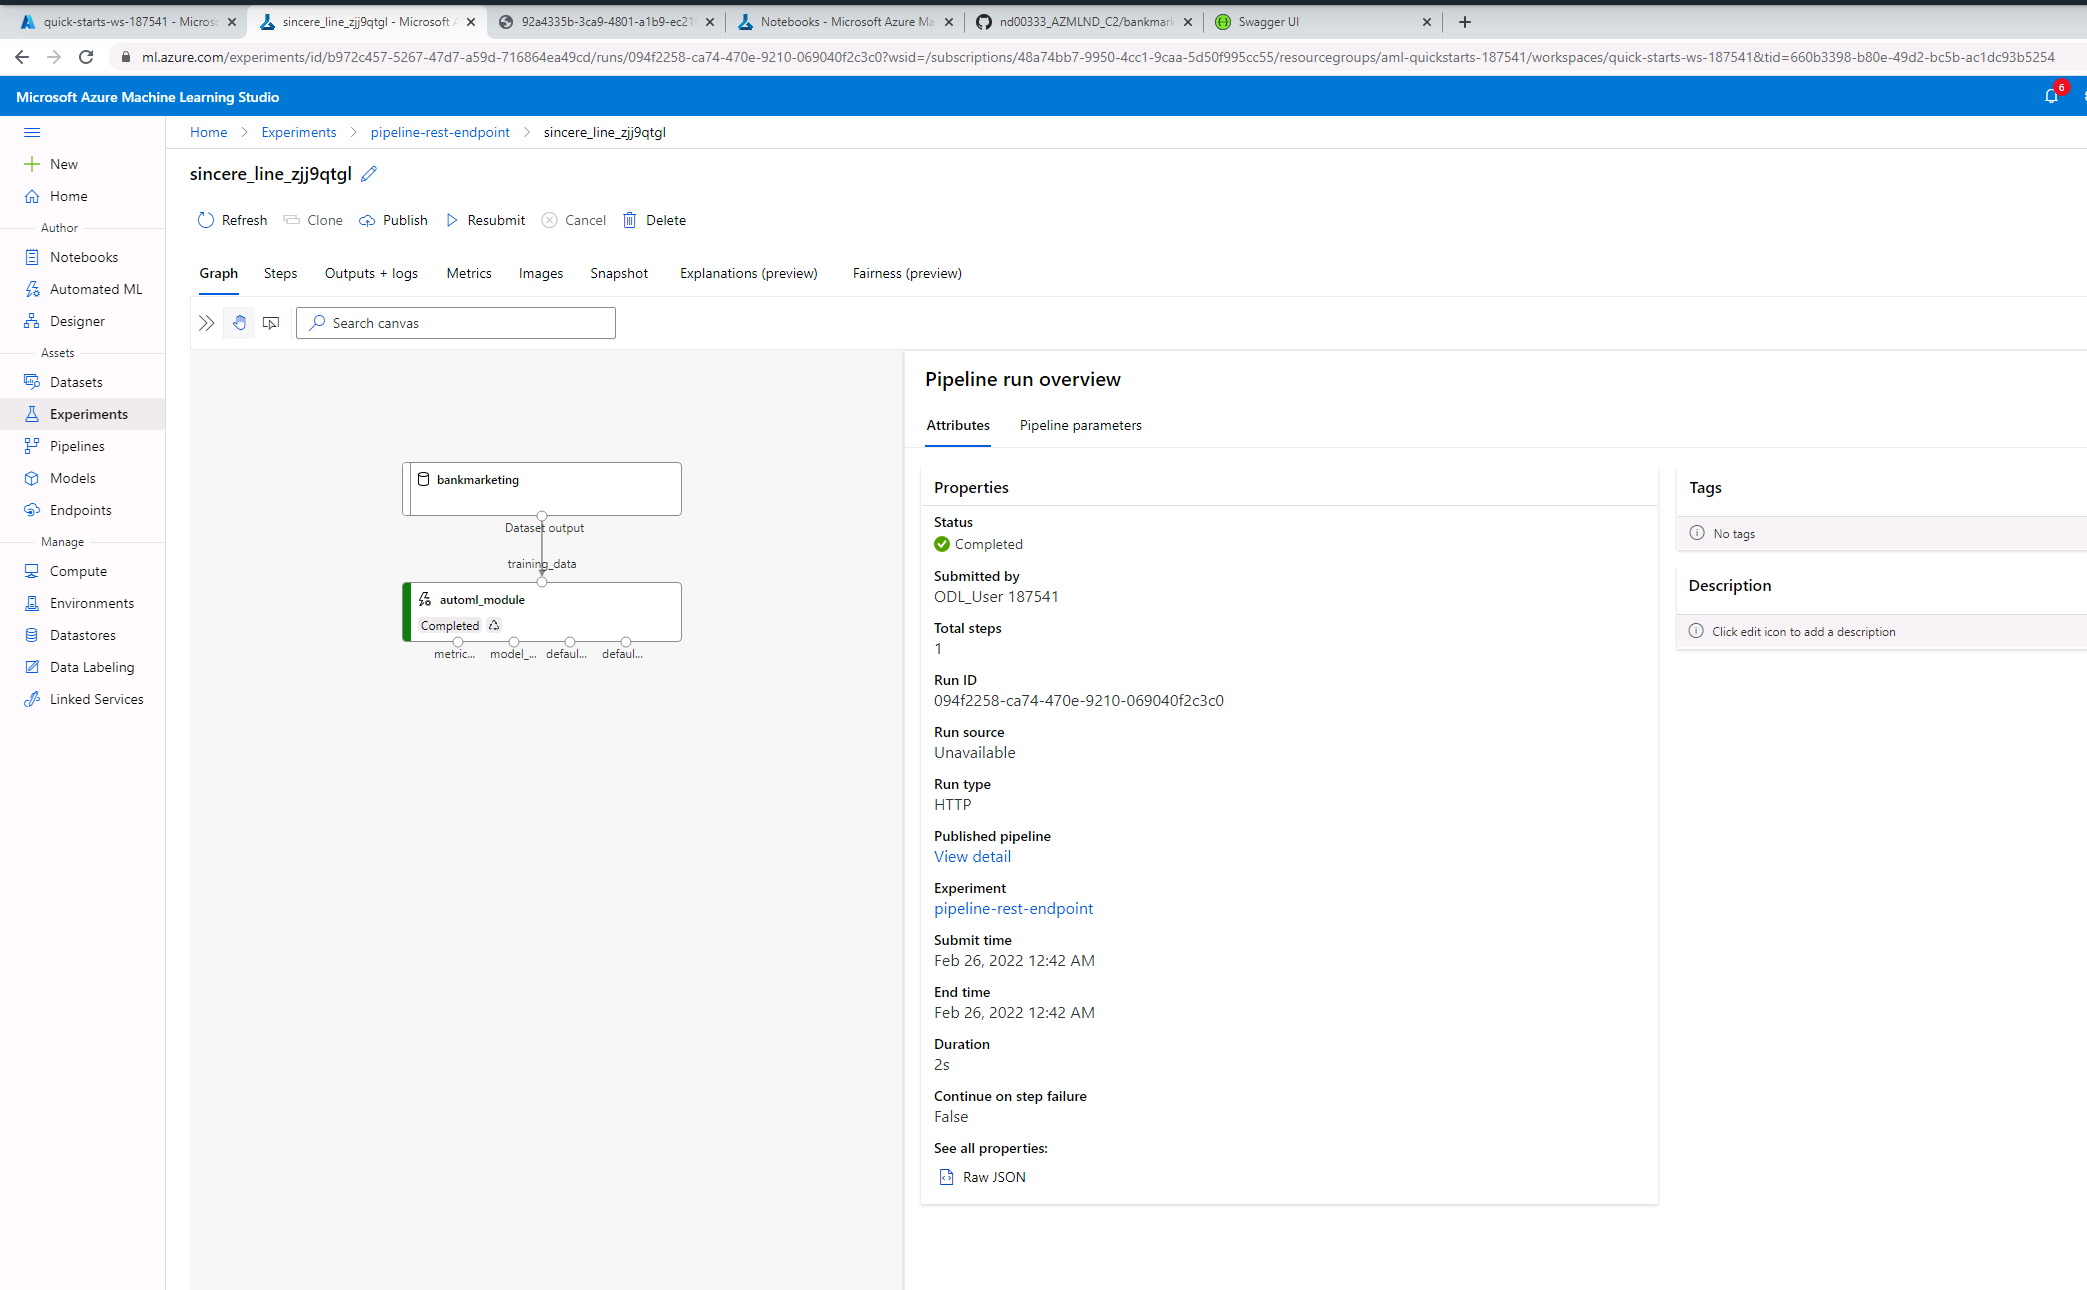 quick-starts-ws-187541 - Micros
sincere_line_zjj9qtgl - Microsoft A
92a4335b-3ca9-4801-a1b9-ec21
Notebooks - Microsoft Azure Ma
nd00333_AZMLND_C2/bankmark
Swagger UI
ml.azure.com/experiments/id/b972c457-5267-47d7-a59d-716864ea49cd/runs/094f2258-ca74-470e-9210-069040f2c3c0?wsid=/subscriptions/48a74bb7-9950-4cc1-9caa-5d50f995cc55/resourcegroups/aml-quickstarts-187541/workspaces/quick-starts-ws-187541&tid=660b3398-b80e-49d2-bc5b-ac1dc93b5254
Microsoft Azure Machine Learning Studio
6
Home > Experiments > pipeline-rest-endpoint > sincere_line_zjj9qtgl
New
Home
Author
Notebooks
Automated ML
Designer
Assets
Datasets
Experiments
Pipelines
Models
Endpoints
Manage
Compute
Environments
Datastores
Data Labeling
Linked Services
sincere_line_zjj9qtgl
Refresh Clone Publish Resubmit Cancel Delete
Graph Steps Outputs + logs Metrics Images Snapshot Explanations (preview) Fairness (preview)
Search canvas
bankmarketing
Dataset output
training_data
automl_module
Completed
metric... model_... defaul... defaul...
Pipeline run overview
Attributes Pipeline parameters
Properties
Status
Completed
Submitted by
ODL_User 187541
Total steps
1
Run ID
094f2258-ca74-470e-9210-069040f2c3c0
Run source
Unavailable
Run type
HTTP
Published pipeline
View detail
Experiment
pipeline-rest-endpoint
Submit time
Feb 26, 2022 12:42 AM
End time
Feb 26, 2022 12:42 AM
Duration
2s
Continue on step failure
False
See all properties:
Raw JSON
Tags
No tags
Description
Click edit icon to add a description